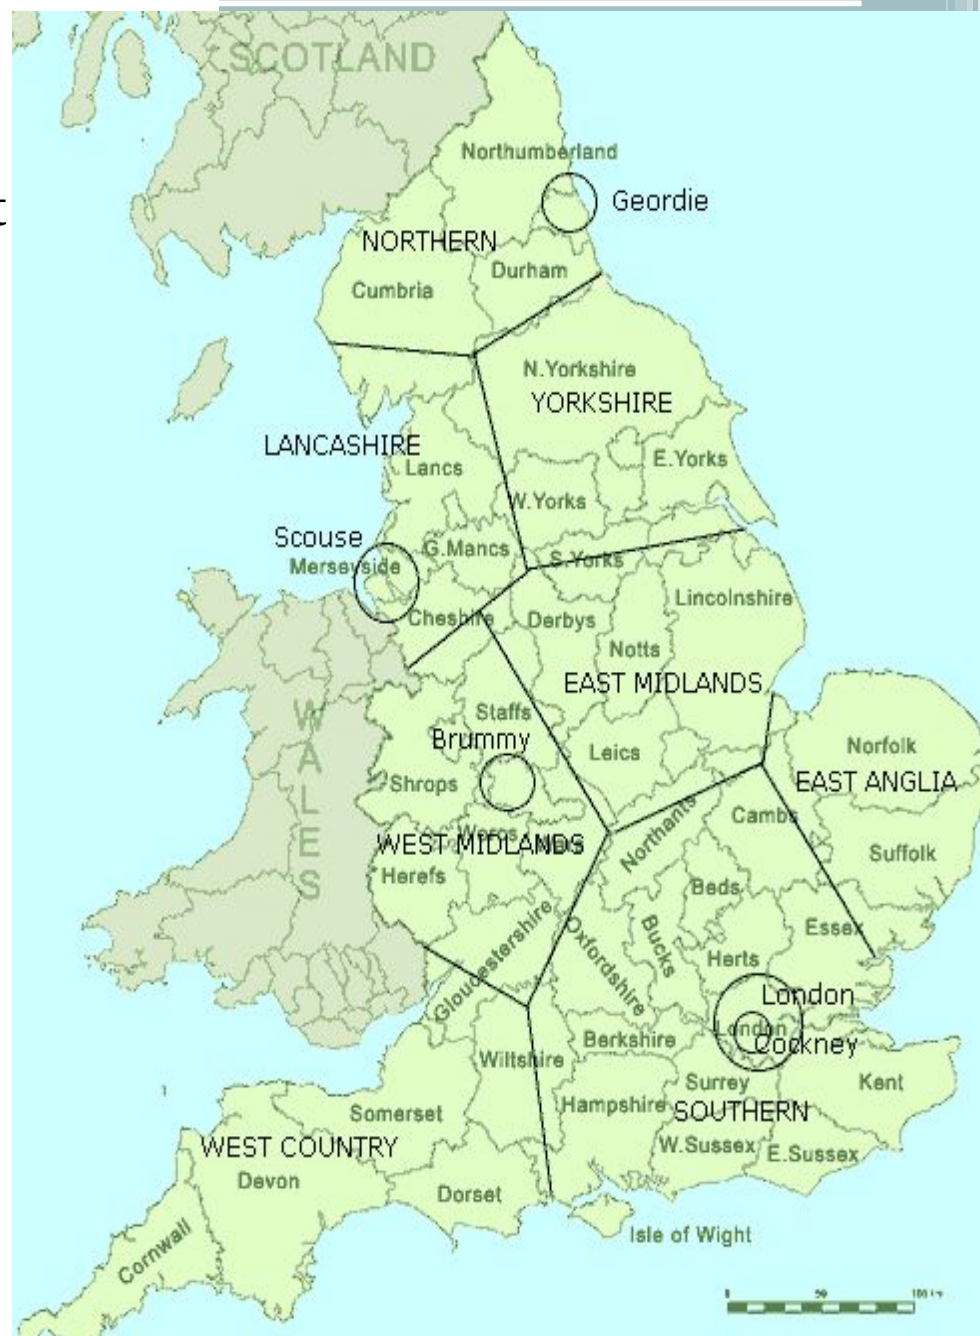 SCOTLAND
Northumberland
t
Geordie
NORTHERN
Durham
Cumbria
N.Yorkshire
YORKSHIRE
LANCASHIRE
E.Yorks
Lancs
W.Yorks
Scouse
G.Mancs
S.Yorks
Merseyside
Lincolnshire
Cheshire
Derbys
Notts
EAST MIDLANDS
WALES
Staffs
Brummy
Norfolk
Leics
EAST ANGLIA
Shrops
Cambs
Northants
Worcs
WEST MIDLANDS
Suffolk
Herefs
Beds
Essex
Gloucestershire
Oxfordshire
Bucks
Herts
London
London
Cockney
Berkshire
Wiltshire
Surrey
Kent
Hampshire
SOUTHERN
Somerset
WEST COUNTRY
W.Sussex
E.Sussex
Devon
Dorset
Cornwall
Isle of Wight